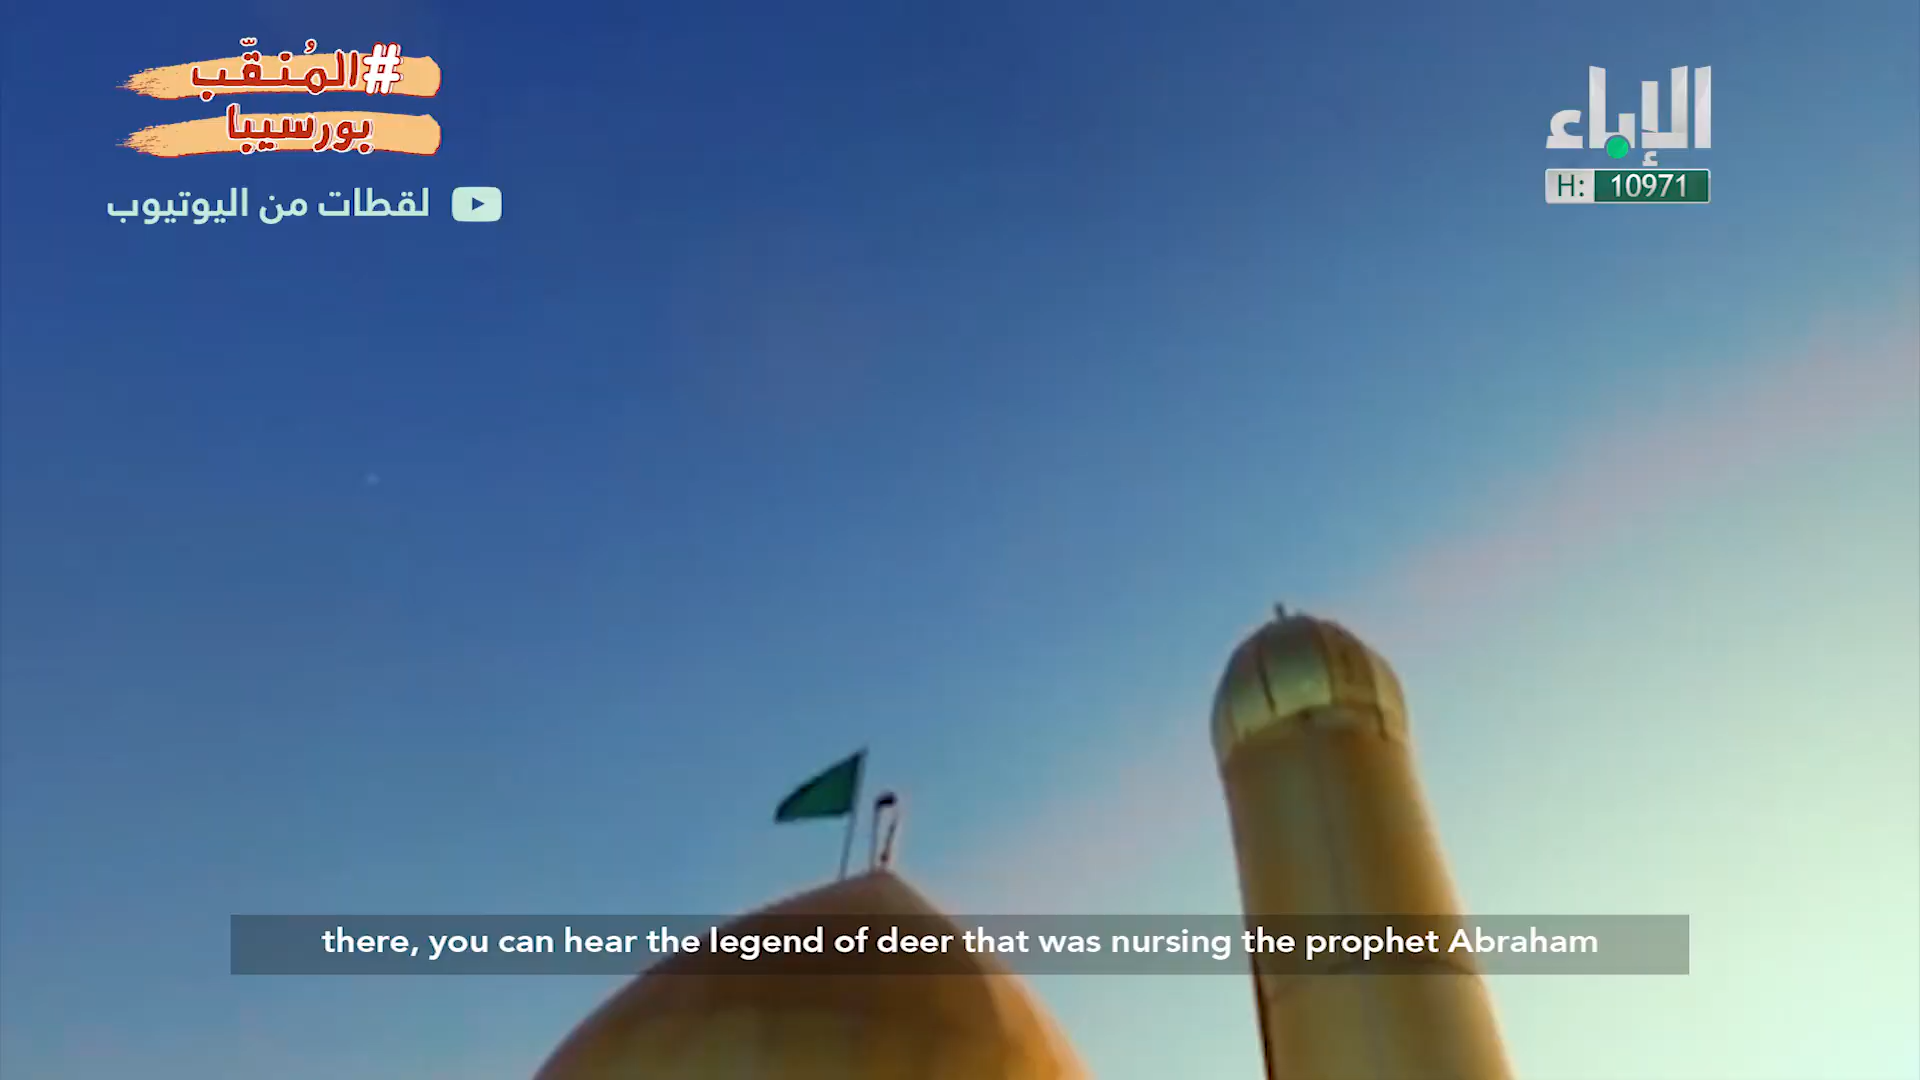 #المُنقّب
بورسيبا
لقطات من اليوتيوب
الإباء
H: 10971
there, you can hear the legend of deer that was nursing the prophet Abraham